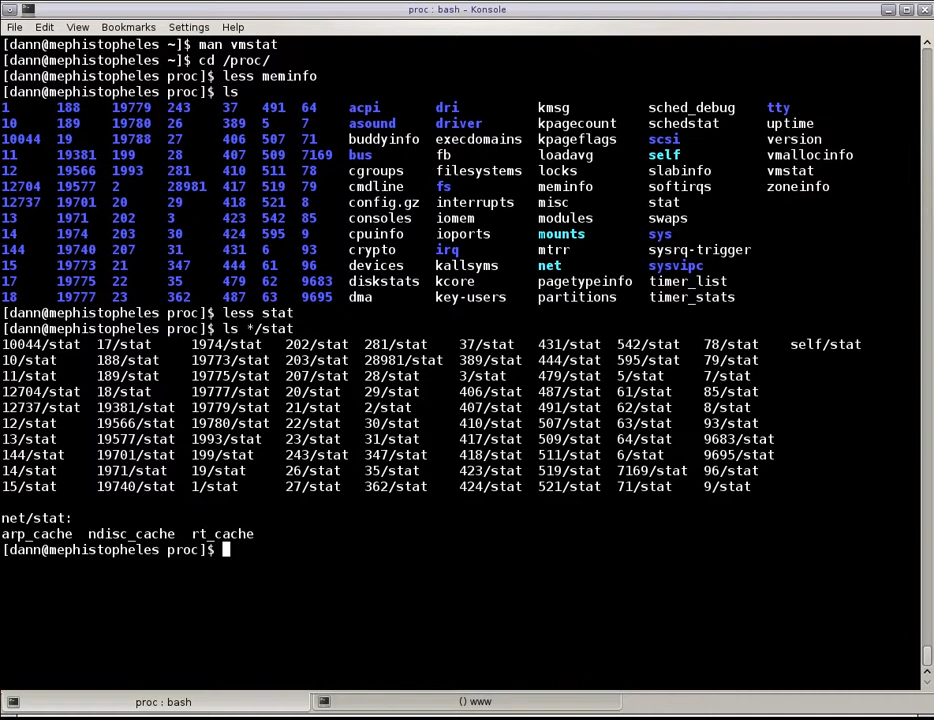 proc : bash - Konsole
File Edit View Bookmarks Settings Help
[dann@mephistopheles ~]$ man vmstat
[dann@mephistopheles ~]$ cd /proc/
[dann@mephistopheles proc]$ less meminfo
[dann@mephistopheles proc]$ ls
1 188 19779 243 37 491 64 acpi dri kmsg sched_debug tty
10 189 19780 26 389 5 7 asound driver kpagecount schedstat uptime
10044 19 19788 27 406 507 71 buddyinfo execdomains kpageflags scsi version
11 19381 199 28 407 509 7169 bus fb loadavg self vmallocinfo
12 19566 1993 281 410 511 78 cgroups filesystems locks slabinfo vmstat
12704 19577 2 28981 417 519 79 cmdline fs meminfo softirqs zoneinfo
12737 19701 20 29 418 521 8 config.gz interrupts misc stat
13 1971 202 3 423 542 85 consoles iomem modules swaps
14 19740 203 30 424 595 9 cpuinfo ioports mounts sys
144 19740 207 31 431 6 93 crypto irq mtrr sysrq-trigger
15 19773 21 347 444 61 96 devices kallsyms net sysvipc
17 19775 22 35 479 62 9683 diskstats kcore pagetypeinfo timer_list
18 19777 23 362 487 63 9695 dma key-users partitions timer_stats
[dann@mephistopheles proc]$ less stat
[dann@mephistopheles proc]$ ls */stat
10044/stat 17/stat 1974/stat 202/stat 281/stat 37/stat 431/stat 542/stat 78/stat self/stat
10/stat 188/stat 19773/stat 203/stat 28981/stat 389/stat 444/stat 595/stat 79/stat
11/stat 189/stat 19775/stat 207/stat 28/stat 3/stat 479/stat 5/stat 7/stat
12704/stat 18/stat 19777/stat 20/stat 29/stat 406/stat 487/stat 61/stat 85/stat
12737/stat 19381/stat 19779/stat 21/stat 2/stat 407/stat 491/stat 62/stat 8/stat
12/stat 19566/stat 19780/stat 22/stat 30/stat 410/stat 507/stat 63/stat 93/stat
13/stat 19577/stat 1993/stat 23/stat 31/stat 417/stat 509/stat 64/stat 9683/stat
144/stat 19701/stat 199/stat 243/stat 347/stat 418/stat 511/stat 6/stat 9695/stat
14/stat 1971/stat 19/stat 26/stat 35/stat 423/stat 519/stat 7169/stat 96/stat
15/stat 19740/stat 1/stat 27/stat 362/stat 424/stat 521/stat 71/stat 9/stat
net/stat:
arp_cache ndisc_cache rt_cache
[dann@mephistopheles proc]$
proc : bash
() www